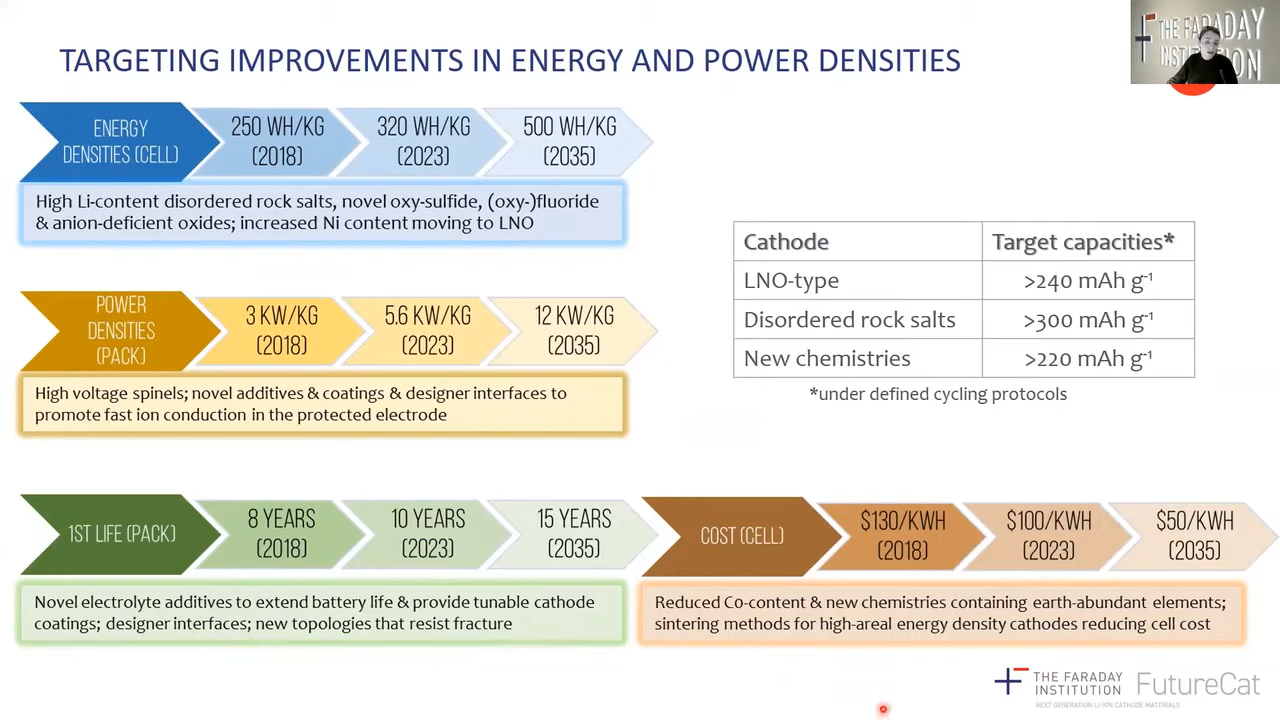 TARGETING IMPROVEMENTS IN ENERGY AND POWER DENSITIES
THE FARADAY
INSTITUTION
ENERGY
DENSITIES (CELL)
250 WH/KG
(2018)
320 WH/KG
(2023)
500 WH/KG
(2035)
High Li-content disordered rock salts, novel oxy-sulfide, (oxy-)fluoride
& anion-deficient oxides; increased Ni content moving to LNO
POWER
DENSITIES
(PACK)
3 KW/KG
(2018)
5.6 KW/KG
(2023)
12 KW/KG
(2035)
High voltage spinels; novel additives & coatings & designer interfaces to
promote fast ion conduction in the protected electrode
Cathode Target capacities*
LNO-type >240 mAh g⁻¹
Disordered rock salts >300 mAh g⁻¹
New chemistries >220 mAh g⁻¹
*under defined cycling protocols
1ST LIFE (PACK)
8 YEARS
(2018)
10 YEARS
(2023)
15 YEARS
(2035)
Novel electrolyte additives to extend battery life & provide tunable cathode
coatings; designer interfaces; new topologies that resist fracture
COST (CELL)
$130/KWH
(2018)
$100/KWH
(2023)
$50/KWH
(2035)
Reduced Co-content & new chemistries containing earth-abundant elements;
sintering methods for high-areal energy density cathodes reducing cell cost
THE FARADAY
INSTITUTION
FutureCat
NEXT GENERATION LI-ION CATHODE MATERIALS